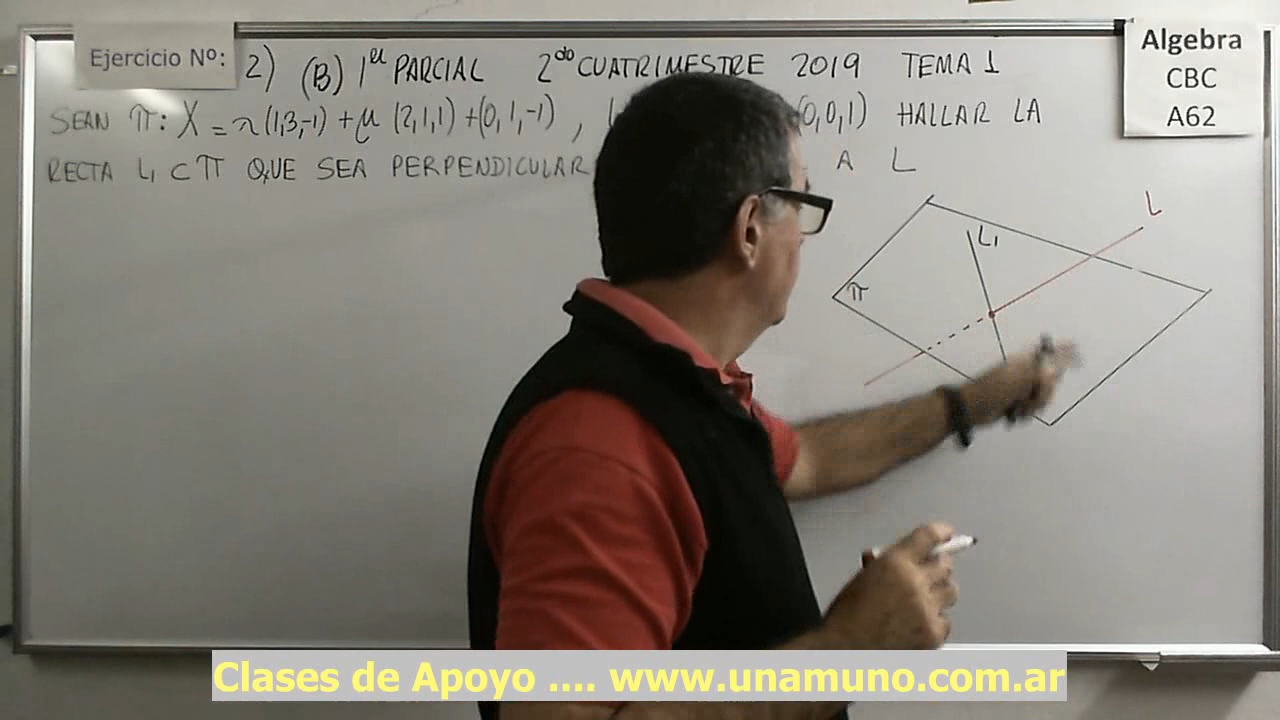 Ejercicio Nº: 2) (B) 1er PARCIAL 2do CUATRIMESTRE 2019 TEMA 1
Algebra
CBC
A62
SEAN π: X = λ(1,3,-1) + μ (2,1,1) + (0,1,-1) , (0,0,1) HALLAR LA
RECTA L₁ ⊂ π QUE SEA PERPENDICULAR A L
L
L₁
π
Clases de Apoyo .... www.unamuno.com.ar